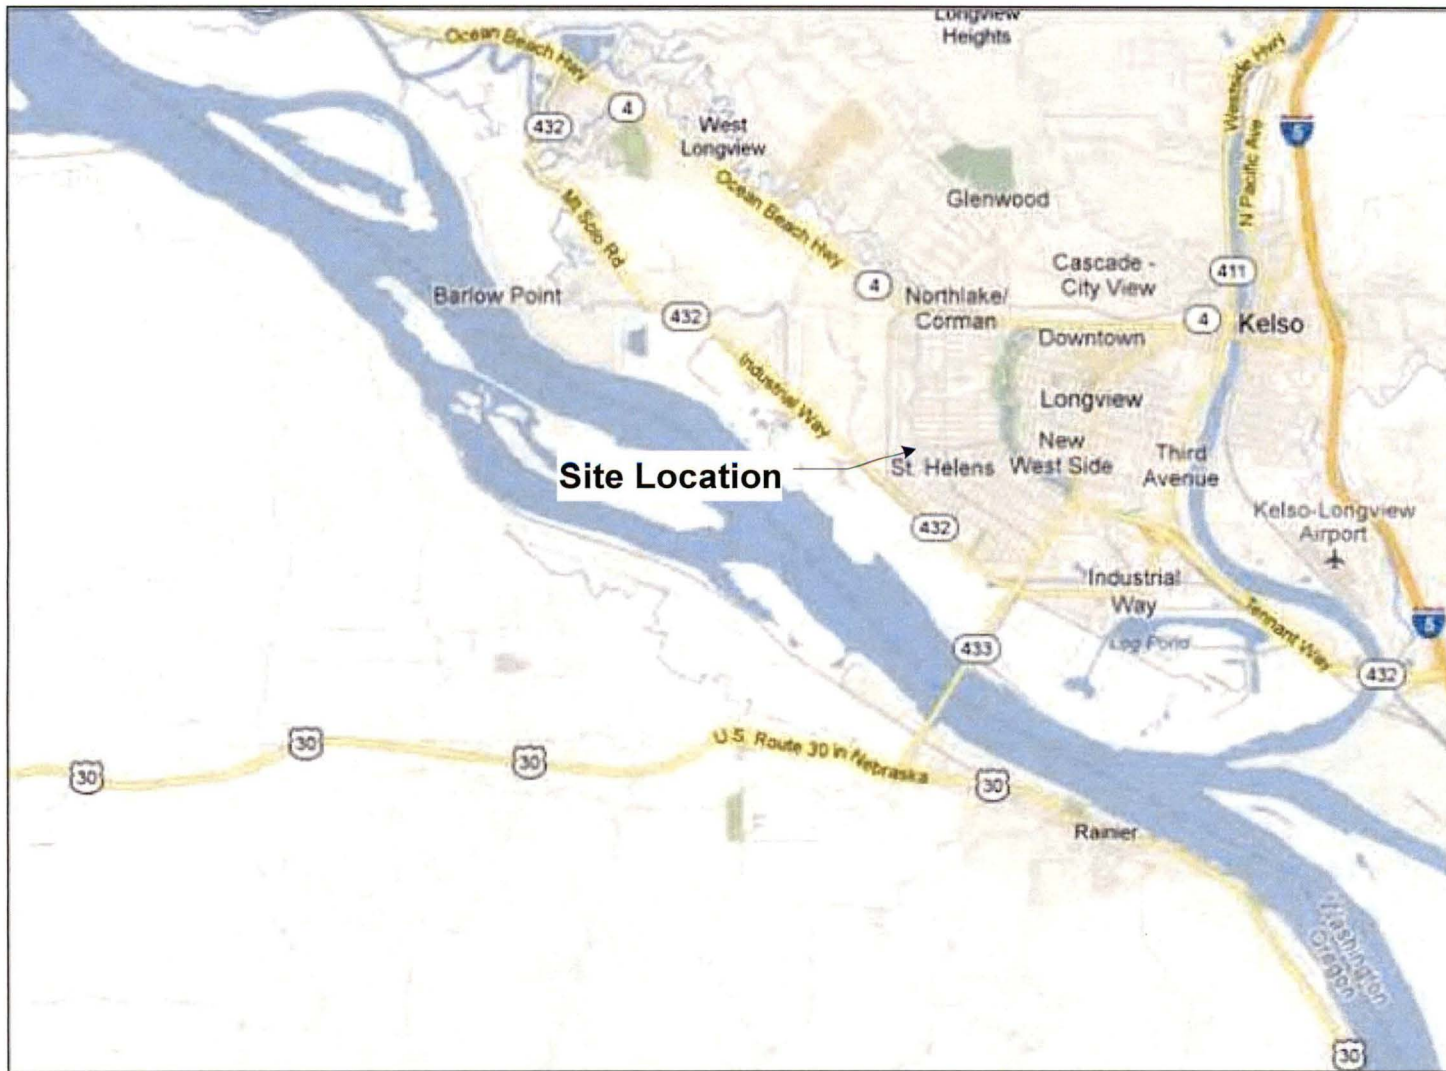 Longview
Heights
Ocean Beach Hwy
Westside Hwy
4
432
West
Longview
5
N Pacific Ave
Glenwood
Ocean Beach Hwy
Mt Solo Rd
Cascade -
City View
411
Barlow Point
4
Northlake/
Corman
432
4
Kelso
Downtown
Industrial Way
Longview
New
West Side
Third
Avenue
Site Location
St. Helens
432
Kelso-Longview
Airport
Industrial
Way
Tennant Way
5
Log Pond
433
432
U.S. Route 30 in Nebraska
30
30
30
30
Rainier
Washington
Oregon
30